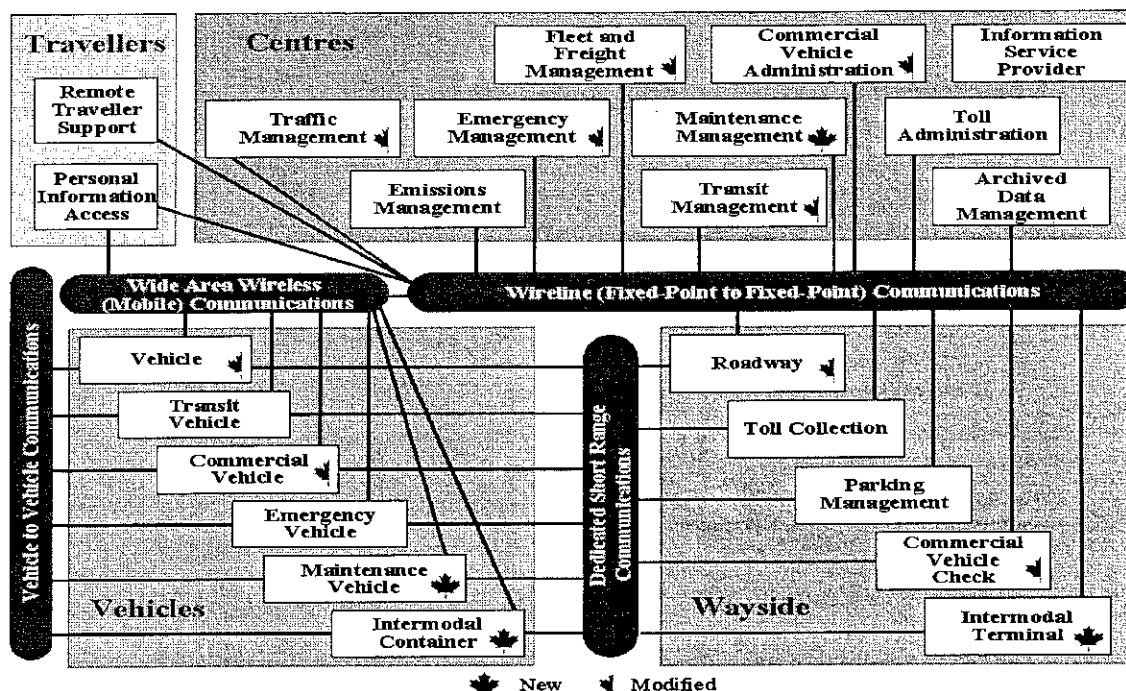 Travellers
Remote
Traveller
Support
Personal
Information
Access
Centres
Fleet and
Freight
Management
Commercial
Vehicle
Administration
Information
Service
Provider
Traffic
Management
Emergency
Management
Maintenance
Management
Toll
Administration
Emissions
Management
Transit
Management
Archived
Data
Management
Wide Area Wireless
(Mobile) Communications
Wireline (Fixed-Point to Fixed-Point) Communications
Vehicle to Vehicle Communications
Vehicle
Transit
Vehicle
Commercial
Vehicle
Emergency
Vehicle
Maintenance
Vehicle
Intermodal
Container
Vehicles
Dedicated Short Range
Communications
Roadway
Toll Collection
Parking
Management
Commercial
Vehicle
Check
Intermodal
Terminal
Wayside
New
Modified